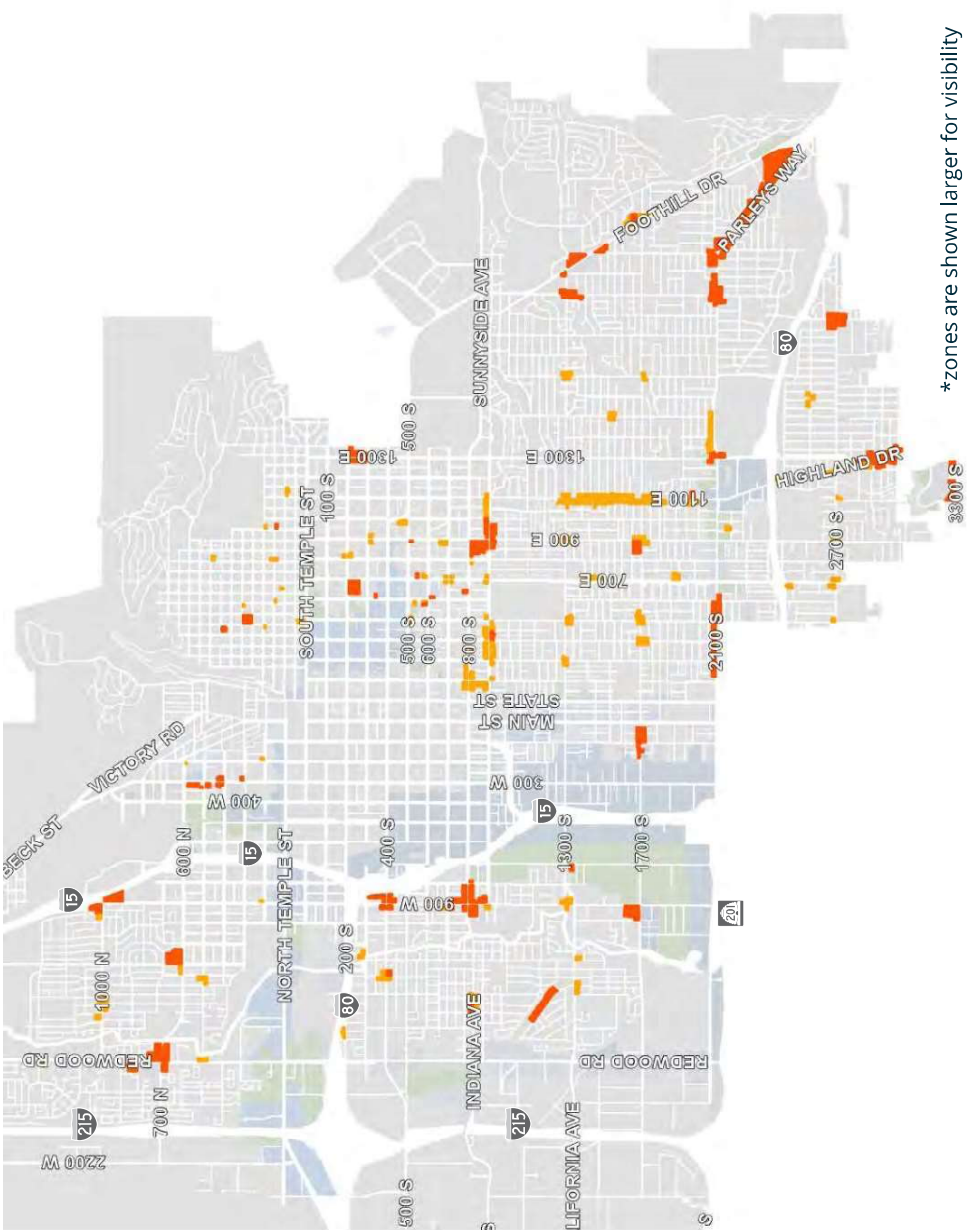 2200 W
215
REDWOOD RD
1000 N
15
BECK ST
VICTORY RD
700 N
600 N
400 W
15
NORTH TEMPLE ST
SOUTH TEMPLE ST
100 S
200 S
80
1300 E
400 S
500 S
500 S
500 S
900 W
600 S
800 S
INDIANA AVE
SUNNYSIDE AVE
S
300 W
MAIN ST
STATE ST
215
15
900 E
1300 E
LIFORNIA AVE
1300 S
700 E
1700 S
1100 E
REDWOOD RD
FOOTHILL DR
S
201
2100 S
PARLEYS WAY
80
HIGHLAND DR
2700 S
3300 S
*zones are shown larger for visibility